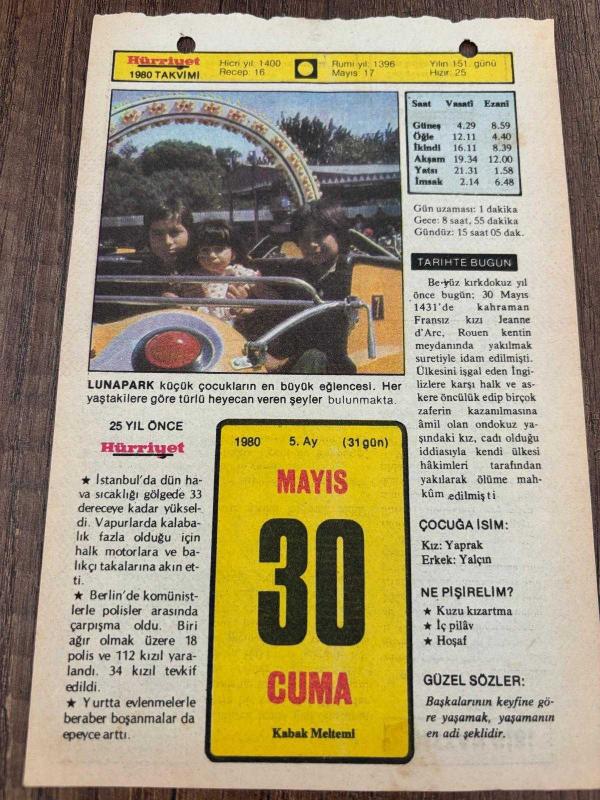 Hürriyet
1980 TAKVİMİ
Hicri yıl: 1400
Recep: 16
Rumi yıl: 1396
Mayıs: 17
Yılın 151. günü
Hızır: 25
Saat Vasatî Ezanî
Güneş 4.29 8.59
Öğle 12.11 4.40
İkindi 16.11 8.39
Akşam 19.34 12.00
Yatsı 21.31 1.58
İmsak 2.14 6.48
Gün uzaması: 1 dakika
Gece: 8 saat, 55 dakika
Gündüz: 15 saat 05 dak.
TARİHTE BUGÜN
Beşyüz kırkdokuz yıl
önce bugün; 30 Mayıs
1431'de kahraman
Fransız kızı Jeanne
d'Arc, Rouen kentin
meydanında yakılmak
suretiyle idam edilmişti.
Ülkesini işgal eden İngi-
lizlere karşı halk ve as-
kere öncülük edip birçok
zaferin kazanılmasına
âmil olan ondokuz ya-
şındaki kız, cadı olduğu
iddiasıyla kendi ülkesi
hâkimleri tarafından
yakılarak ölüme mah-
kûm edilmişti
LUNAPARK küçük çocukların en büyük eğlencesi. Her
yaştakilere göre türlü heyecan veren şeyler bulunmakta.
25 YIL ÖNCE
Hürriyet
★ İstanbul'da dün ha-
va sıcaklığı gölgede 33
dereceye kadar yüksel-
di. Vapurlarda kalaba-
lık fazla olduğu için
halk motorlara ve ba-
lıkçı takalarına akın et-
ti.
★ Berlin'de komünist-
lerle polisler arasında
çarpışma oldu. Biri
ağır olmak üzere 18
polis ve 112 kızıl yara-
landı. 34 kızıl tevkif
edildi.
★ Yurtta evlenmelerle
beraber boşanmalar da
epeyce arttı.
1980 5. Ay (31 gün)
MAYIS
30
CUMA
Kabak Meltemi
ÇOCUĞA İSİM:
Kız: Yaprak
Erkek: Yalçın
NE PİŞİRELİM?
★ Kuzu kızartma
★ İç pilâv
★ Hoşaf
GÜZEL SÖZLER:
Başkalarının keyfine gö-
re yaşamak, yaşamanın
en adi şeklidir.